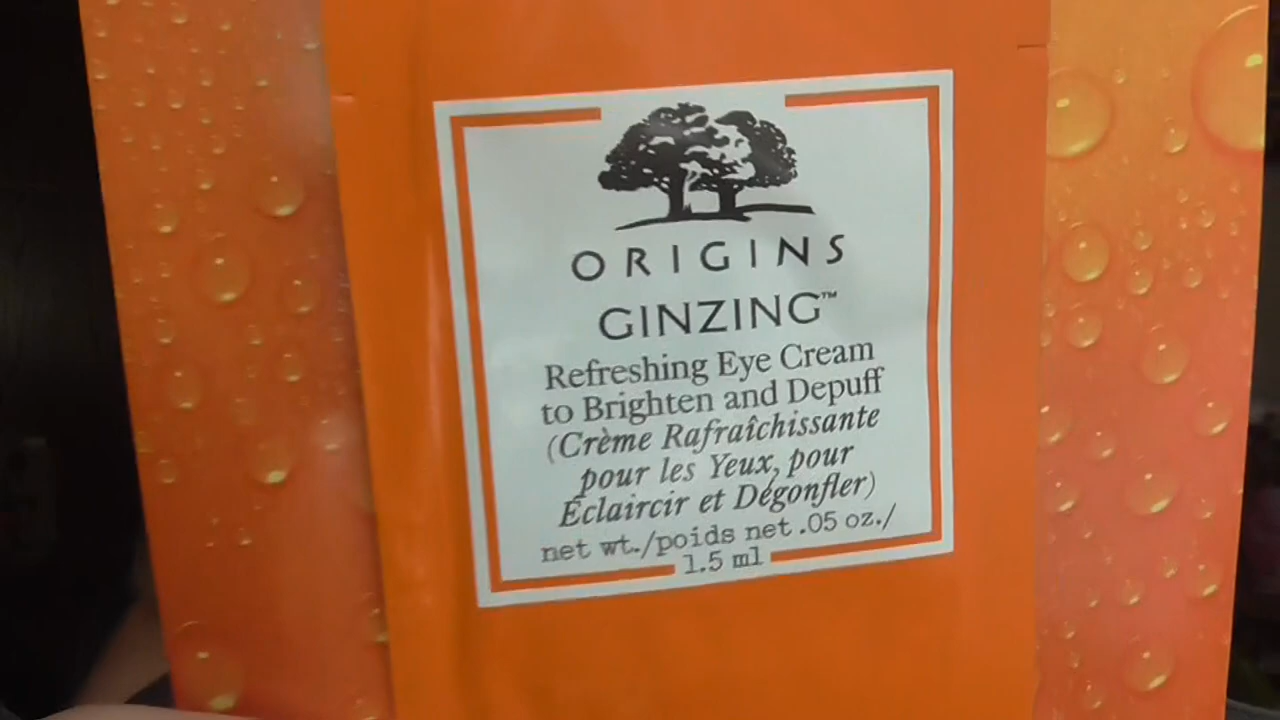 ORIGINS
GINZING™
Refreshing Eye Cream
to Brighten and Depuff
(Crème Rafraîchissante
pour les Yeux, pour
Éclaircir et Dégonfler)
net wt./poids net .05 oz./
1.5 ml